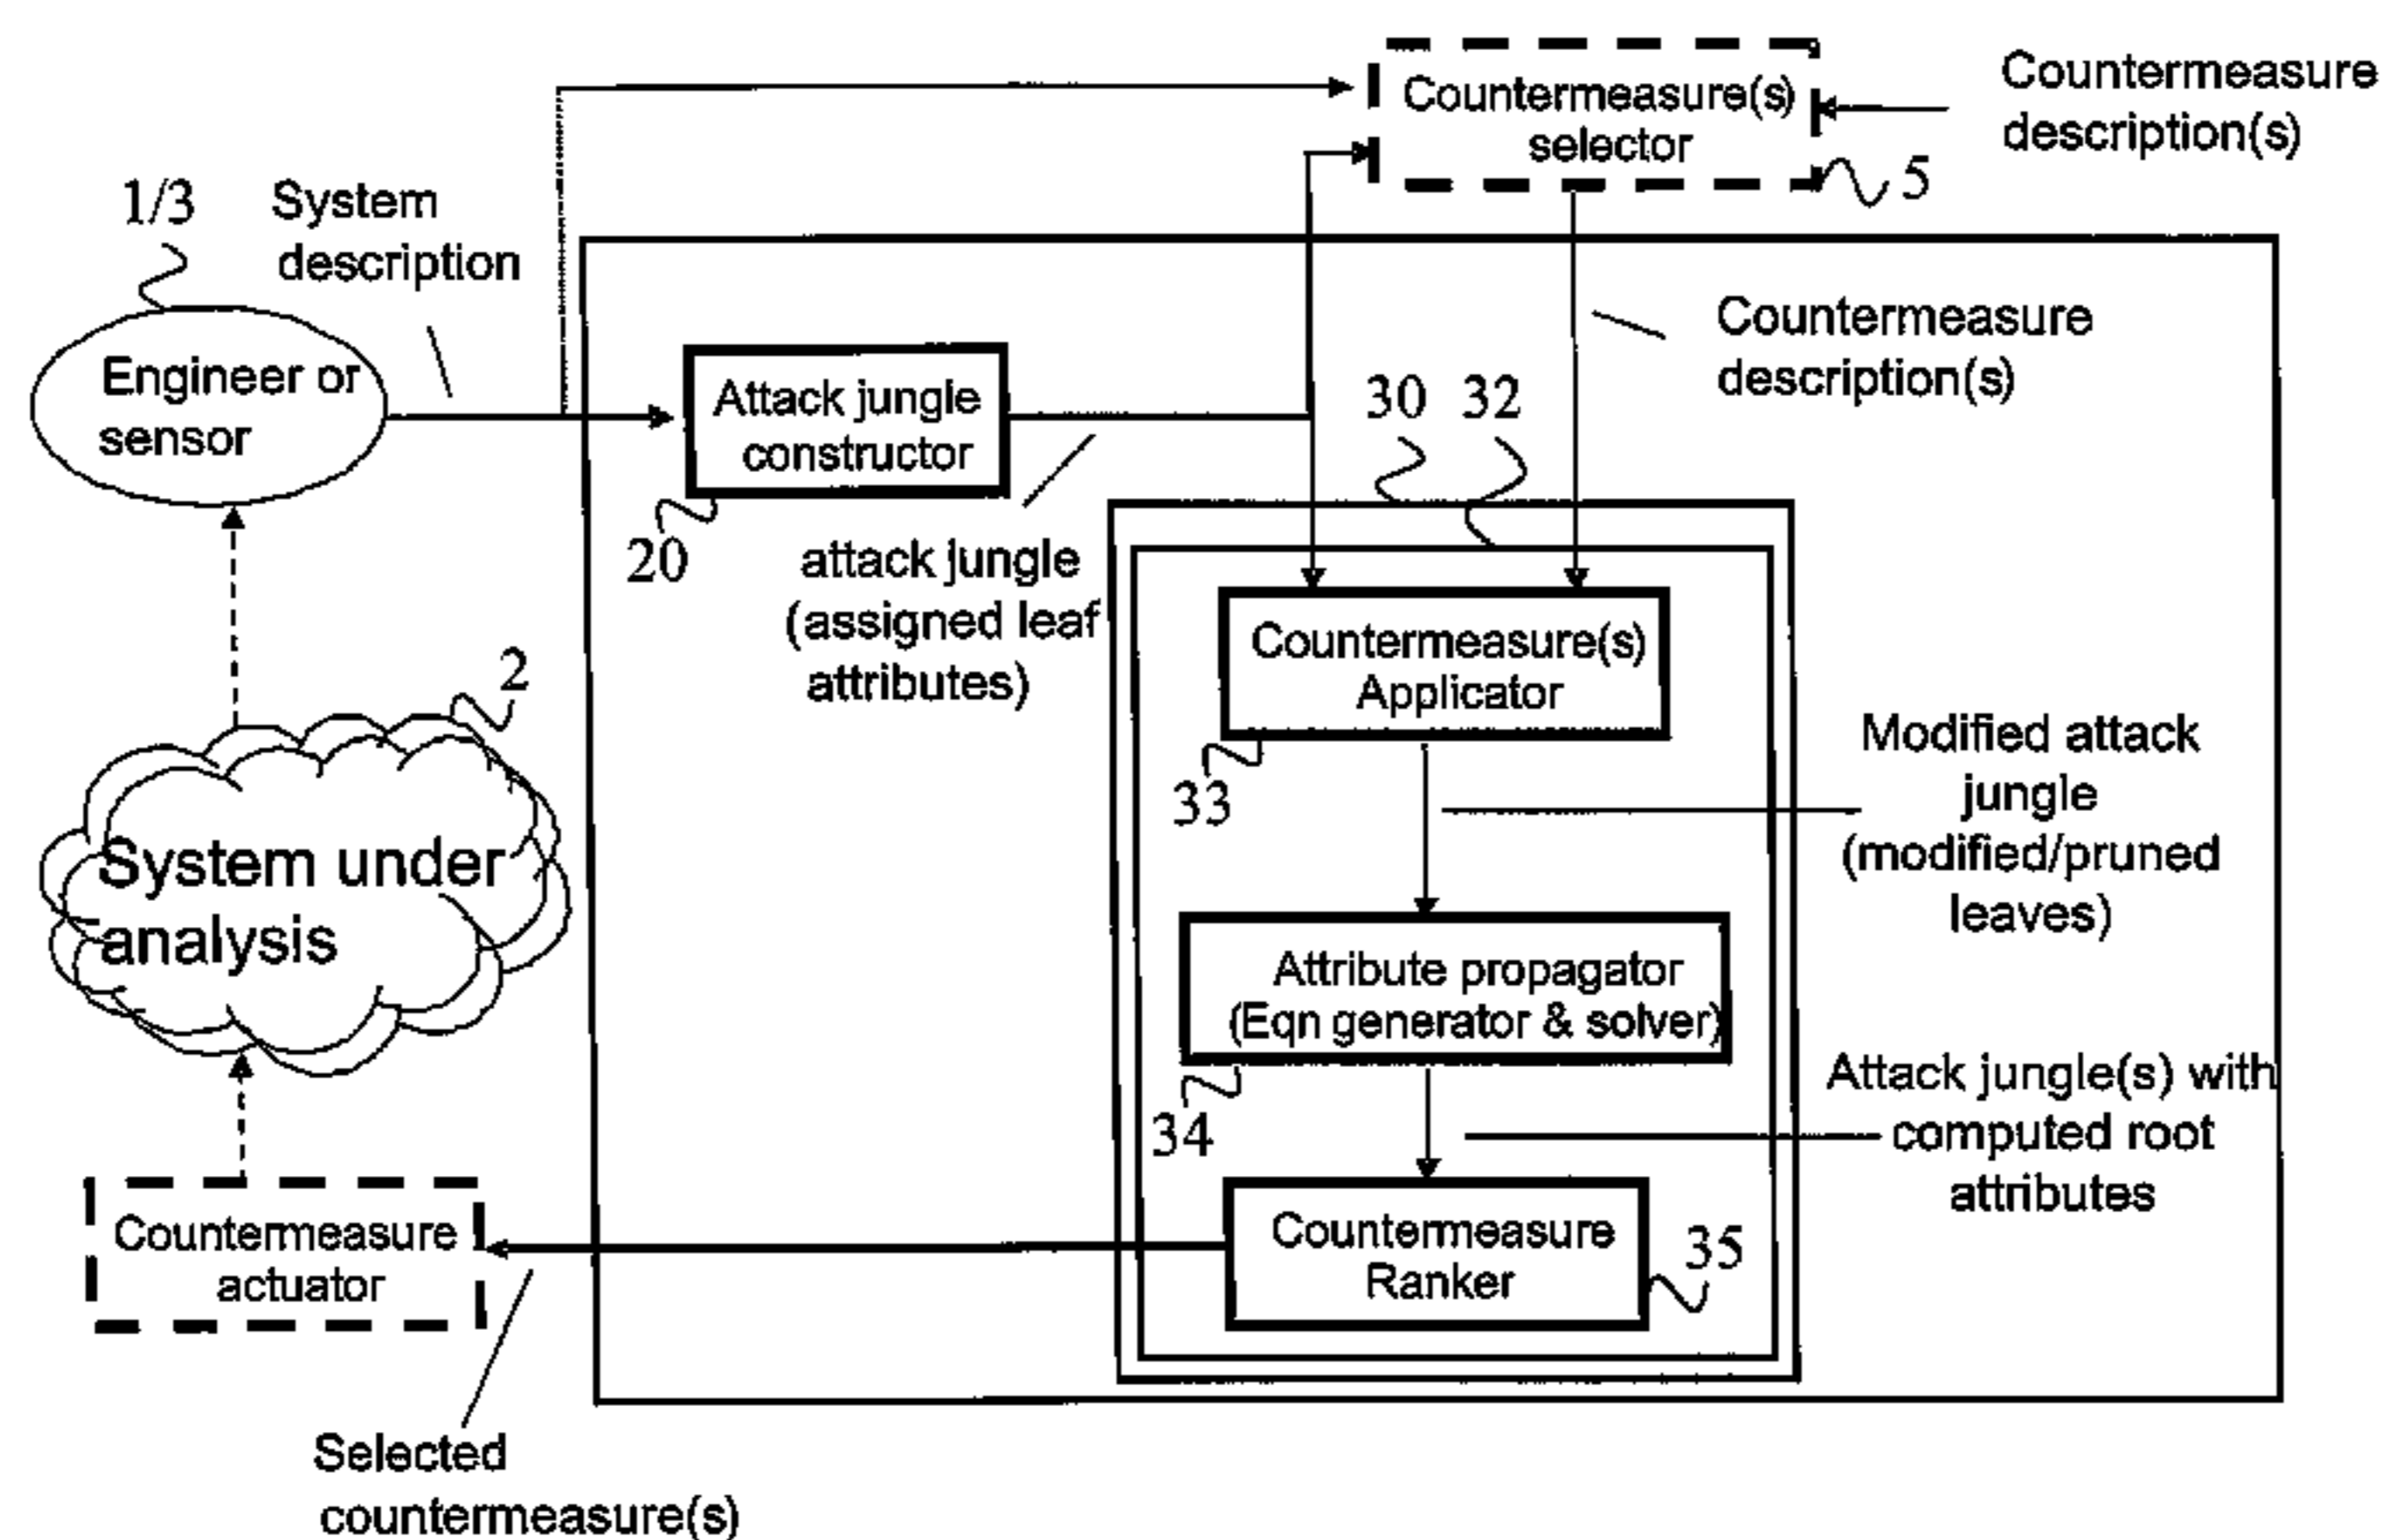 Countermeasure(s)
selector
Countermeasure
description(s)
5
1/3
System
description
Engineer or
sensor
Attack jungle
constructor
20
attack jungle
(assigned leaf
attributes)
Countermeasure
description(s)
30
32
Countermeasure(s)
Applicator
33
Modified attack
jungle
(modified/pruned
leaves)
2
System under
analysis
Attribute propagator
(Eqn generator & solver)
34
Attack jungle(s) with
computed root
attributes
Countermeasure
Ranker
35
Countermeasure
actuator
Selected
countermeasure(s)